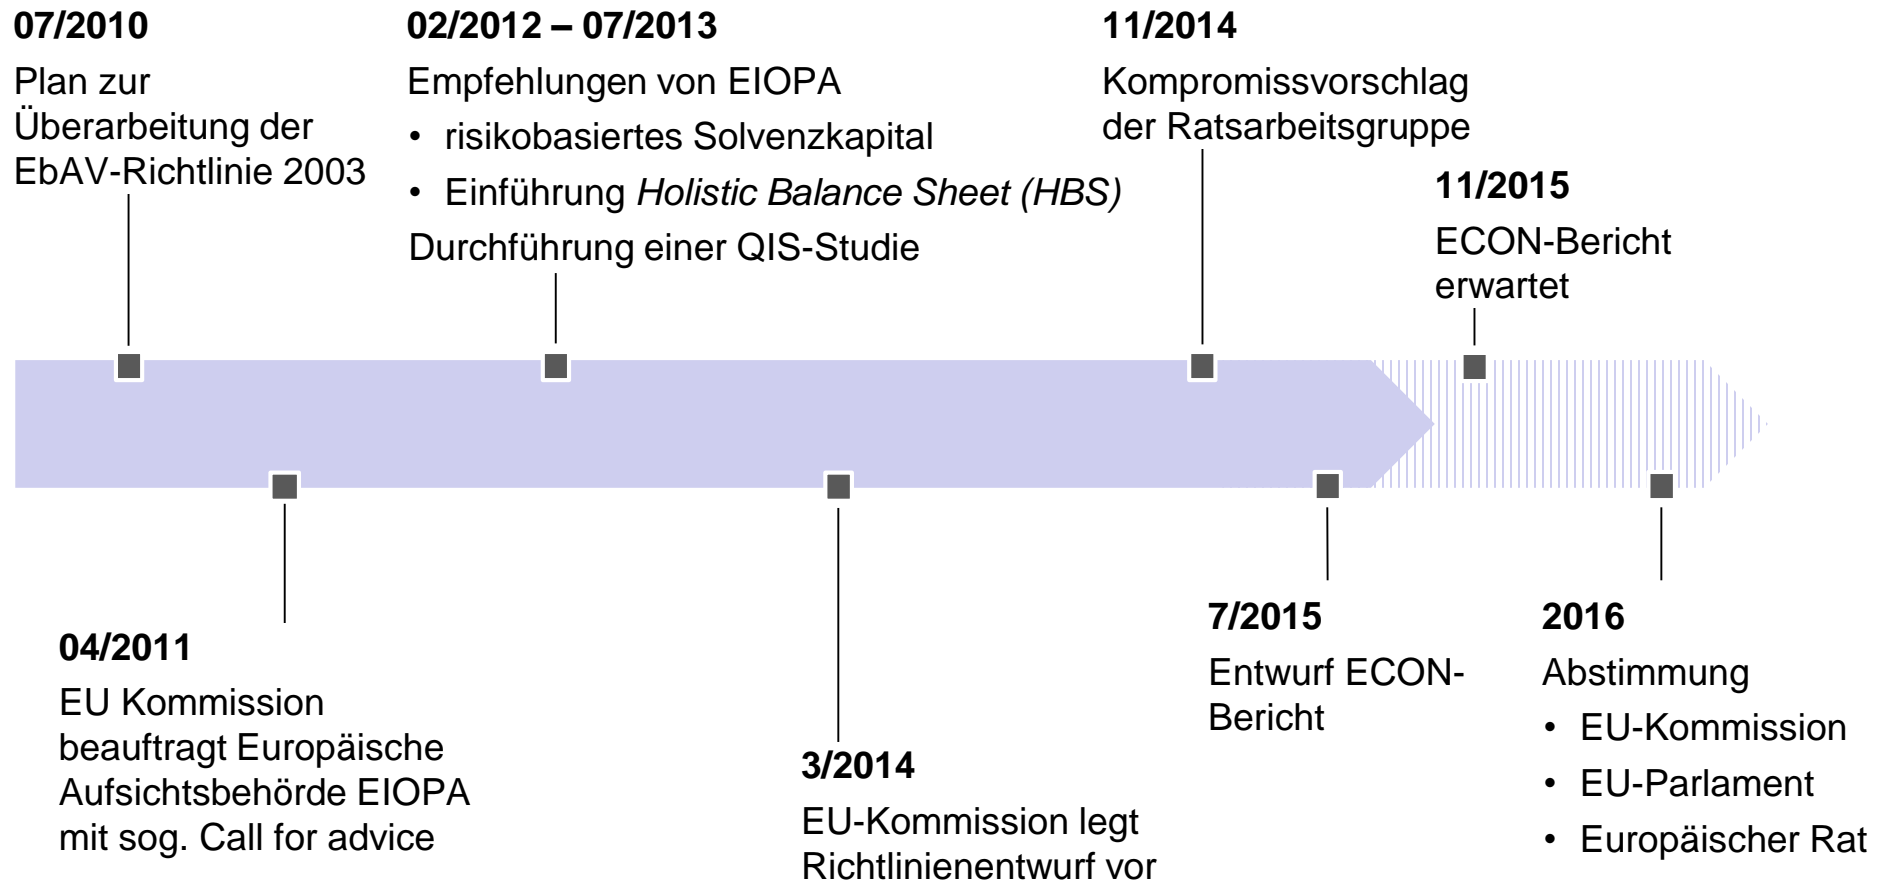 07/2010
Plan zur
Überarbeitung der
EbAV-Richtlinie 2003
02/2012 – 07/2013
Empfehlungen von EIOPA
• risikobasiertes Solvenzkapital
• Einführung Holistic Balance Sheet (HBS)
Durchführung einer QIS-Studie
11/2014
Kompromissvorschlag
der Ratsarbeitsgruppe
11/2015
ECON-Bericht
erwartet
04/2011
EU Kommission
beauftragt Europäische
Aufsichtsbehörde EIOPA
mit sog. Call for advice
3/2014
EU-Kommission legt
Richtlinienentwurf vor
7/2015
Entwurf ECON-
Bericht
2016
Abstimmung
• EU-Kommission
• EU-Parlament
• Europäischer Rat